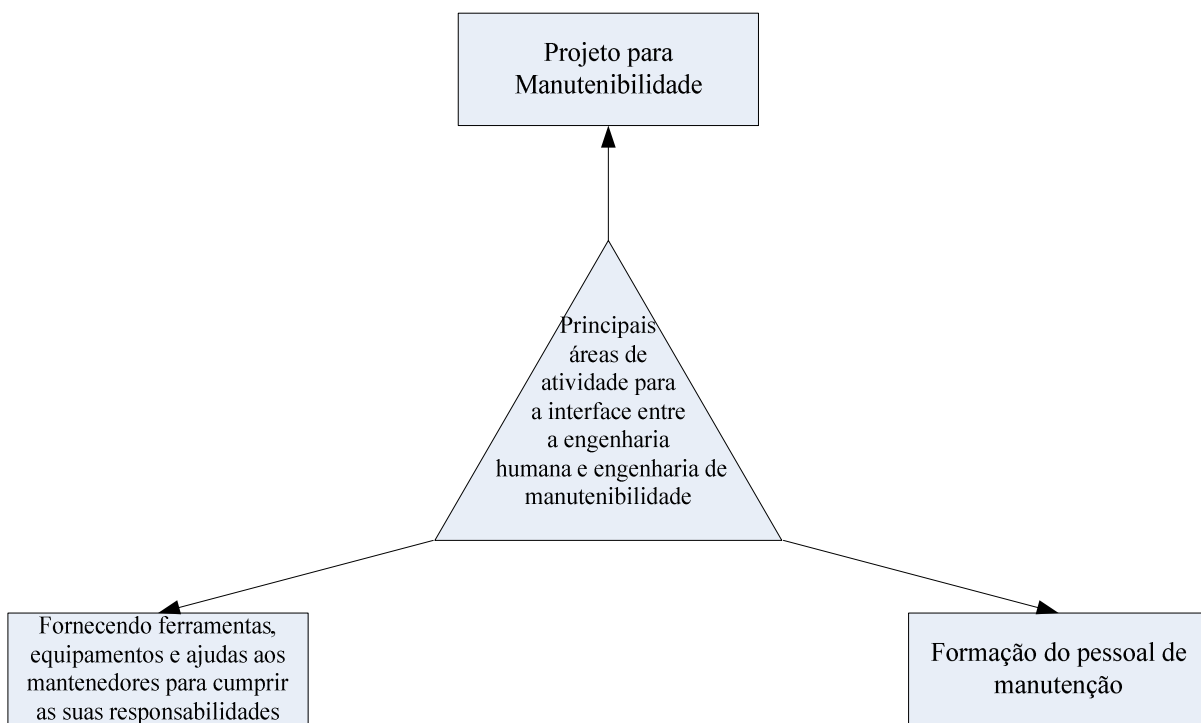 Projeto para
Manutenibilidade
Principais
áreas de
atividade para
a interface entre
a engenharia
humana e engenharia de
manutenibilidade
Fornecendo ferramentas,
equipamentos e ajudas aos
mantenedores para cumprir
as suas responsabilidades
Formação do pessoal de
manutenção